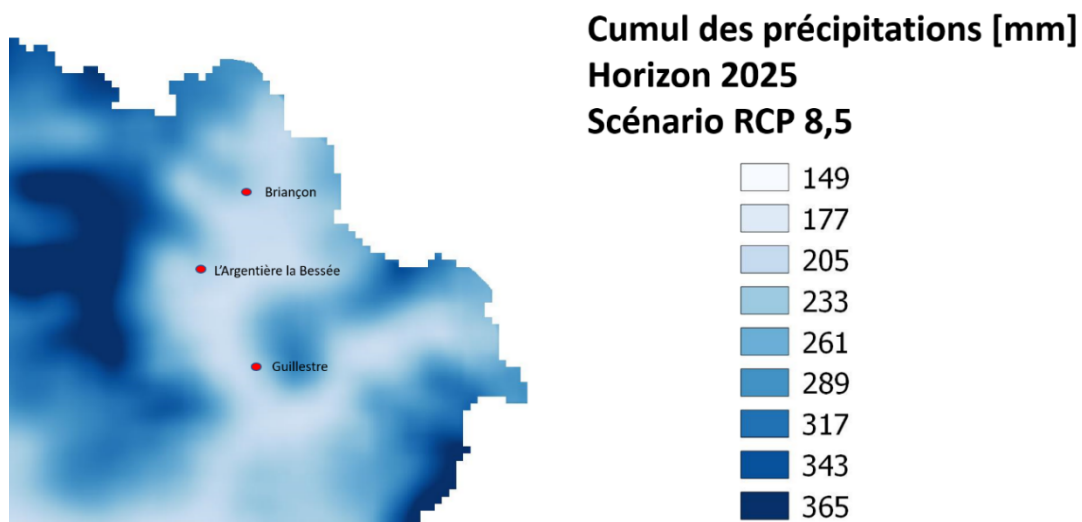 Cumul des précipitations [mm]
Horizon 2025
Scénario RCP 8,5
149
177
205
233
261
289
317
343
365
Briançon
L'Argentière la Bessée
Guillestre